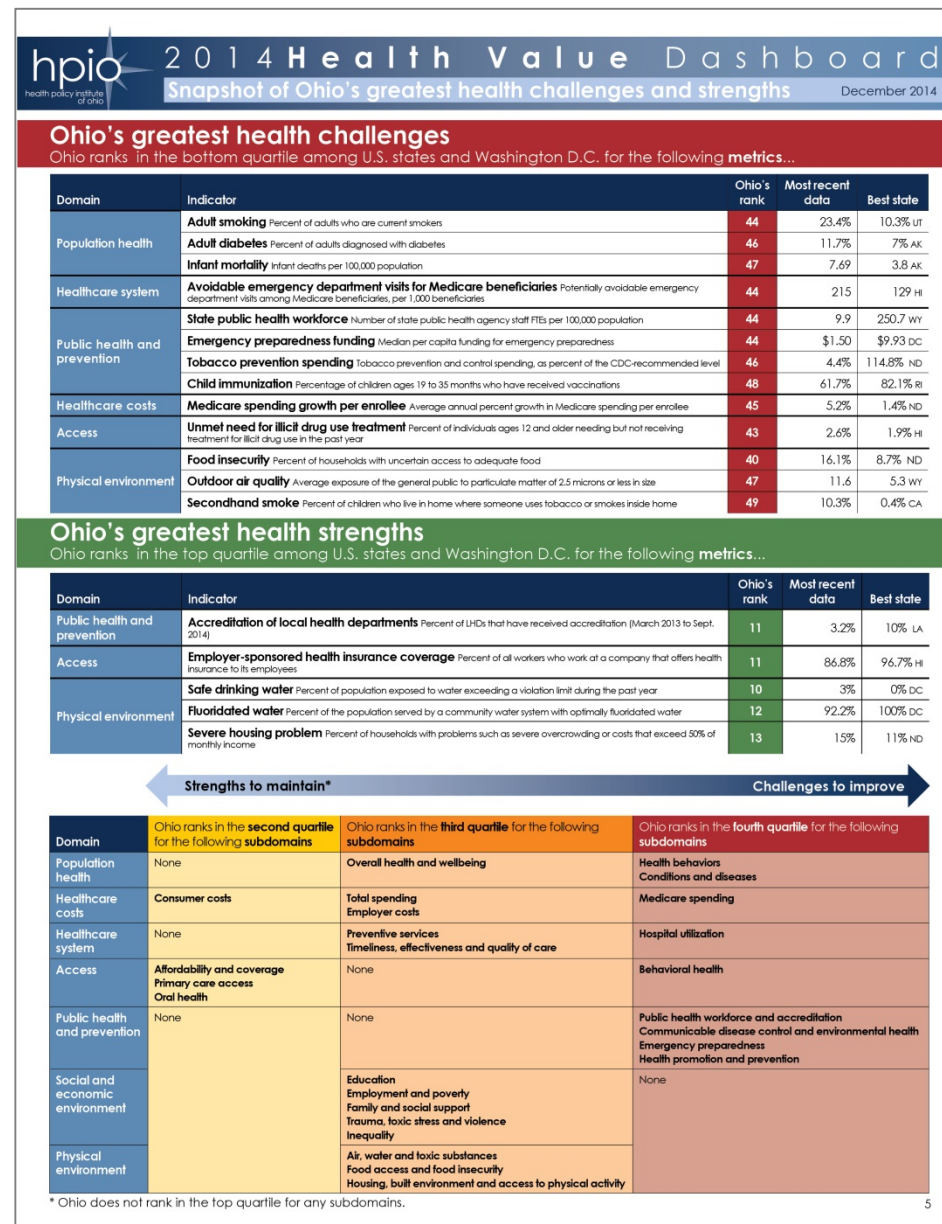 hpio
health policy institute
of ohio
2014 Health Value Dashboard
Snapshot of Ohio's greatest health challenges and strengths
December 2014
Ohio's greatest health challenges
Ohio ranks in the bottom quartile among U.S. states and Washington D.C. for the following metrics...
Domain Indicator Ohio's rank Most recent data Best state
Population health
Adult smoking Percent of adults who are current smokers 44 23.4% 10.3% UT
Adult diabetes Percent of adults diagnosed with diabetes 46 11.7% 7% AK
Infant mortality Infant deaths per 100,000 population 47 7.69 3.8 AK
Healthcare system
Avoidable emergency department visits for Medicare beneficiaries Potentially avoidable emergency
department visits among Medicare beneficiaries, per 1,000 beneficiaries 44 215 129 HI
Public health and
prevention
State public health workforce Number of state public health agency staff FTEs per 100,000 population 44 9.9 250.7 WY
Emergency preparedness funding Median per capita funding for emergency preparedness 44 $1.50 $9.93 DC
Tobacco prevention spending Tobacco prevention and control spending, as percent of the CDC-recommended level 46 4.4% 114.8% ND
Child immunization Percentage of children ages 19 to 35 months who have received vaccinations 48 61.7% 82.1% RI
Healthcare costs
Medicare spending growth per enrollee Average annual percent growth in Medicare spending per enrollee 45 5.2% 1.4% ND
Access
Unmet need for illicit drug use treatment Percent of individuals ages 12 and older needing but not receiving
treatment for illicit drug use in the past year 43 2.6% 1.9% HI
Physical environment
Food insecurity Percent of households with uncertain access to adequate food 40 16.1% 8.7% ND
Outdoor air quality Average exposure of the general public to particulate matter of 2.5 microns or less in size 47 11.6 5.3 WY
Secondhand smoke Percent of children who live in home where someone uses tobacco or smokes inside home 49 10.3% 0.4% CA
Ohio's greatest health strengths
Ohio ranks in the top quartile among U.S. states and Washington D.C. for the following metrics...
Domain Indicator Ohio's rank Most recent data Best state
Public health and
prevention
Accreditation of local health departments Percent of LHDs that have received accreditation (March 2013 to Sept.
2014) 11 3.2% 10% LA
Access
Employer-sponsored health insurance coverage Percent of all workers who work at a company that offers health
insurance to its employees 11 86.8% 96.7% HI
Physical environment
Safe drinking water Percent of population exposed to water exceeding a violation limit during the past year 10 3% 0% DC
Fluoridated water Percent of the population served by a community water system with optimally fluoridated water 12 92.2% 100% DC
Severe housing problem Percent of households with problems such as severe overcrowding or costs that exceed 50% of
monthly income 13 15% 11% ND
Strengths to maintain*
Challenges to improve
Domain
Ohio ranks in the second quartile
for the following subdomains
Ohio ranks in the third quartile for the following
subdomains
Ohio ranks in the fourth quartile for the following
subdomains
Population
health
None
Overall health and wellbeing
Health behaviors
Conditions and diseases
Healthcare
costs
Consumer costs
Total spending
Employer costs
Medicare spending
Healthcare
system
None
Preventive services
Timeliness, effectiveness and quality of care
Hospital utilization
Access
Affordability and coverage
Primary care access
Oral health
None
Behavioral health
Public health
and prevention
None
None
Public health workforce and accreditation
Communicable disease control and environmental health
Emergency preparedness
Health promotion and prevention
Social and
economic
environment
Education
Employment and poverty
Family and social support
Trauma, toxic stress and violence
Inequality
None
Physical
environment
Air, water and toxic substances
Food access and food insecurity
Housing, built environment and access to physical activity
* Ohio does not rank in the top quartile for any subdomains.
5